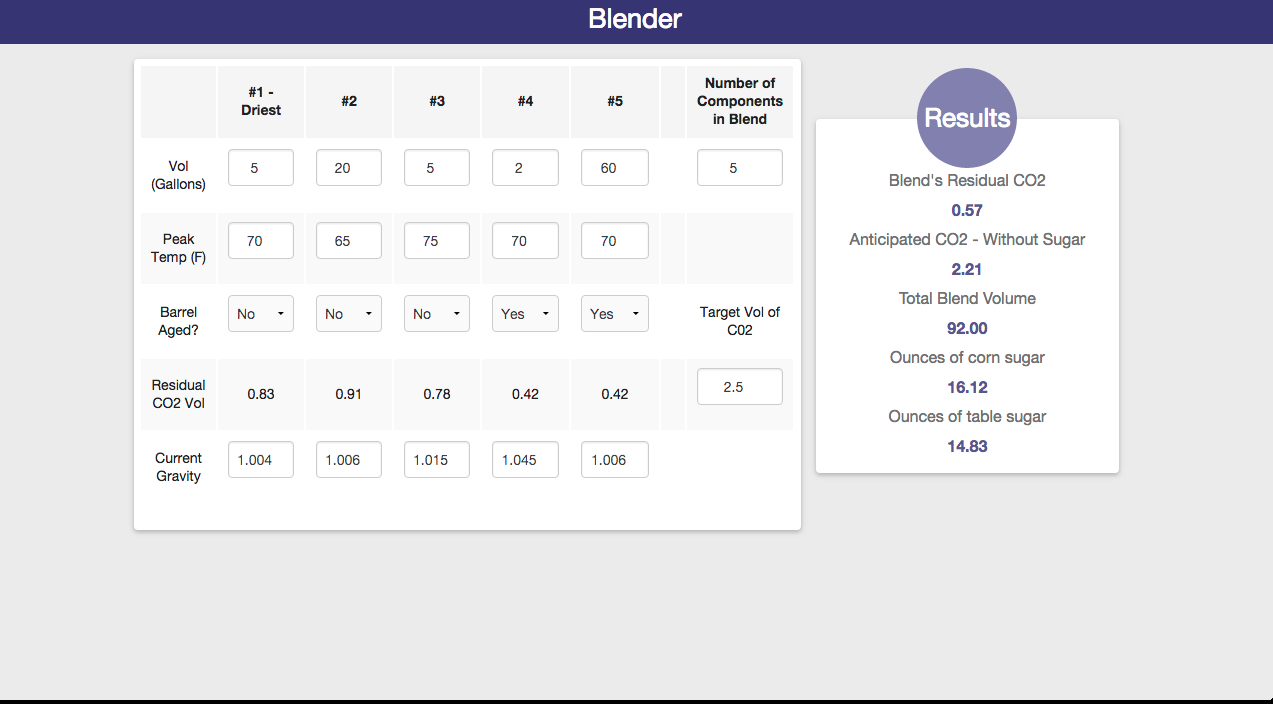 Blender
#1 -
Driest
#2
#3
#4
#5
Number of
Components
in Blend
Vol
(Gallons)
5
20
5
2
60
5
Peak
Temp (F)
70
65
75
70
70
Barrel
Aged?
No
No
No
Yes
Yes
Target Vol of
C02
Residual
CO2 Vol
0.83
0.91
0.78
0.42
0.42
2.5
Current
Gravity
1.004
1.006
1.015
1.045
1.006
Results
Blend's Residual CO2
0.57
Anticipated CO2 - Without Sugar
2.21
Total Blend Volume
92.00
Ounces of corn sugar
16.12
Ounces of table sugar
14.83